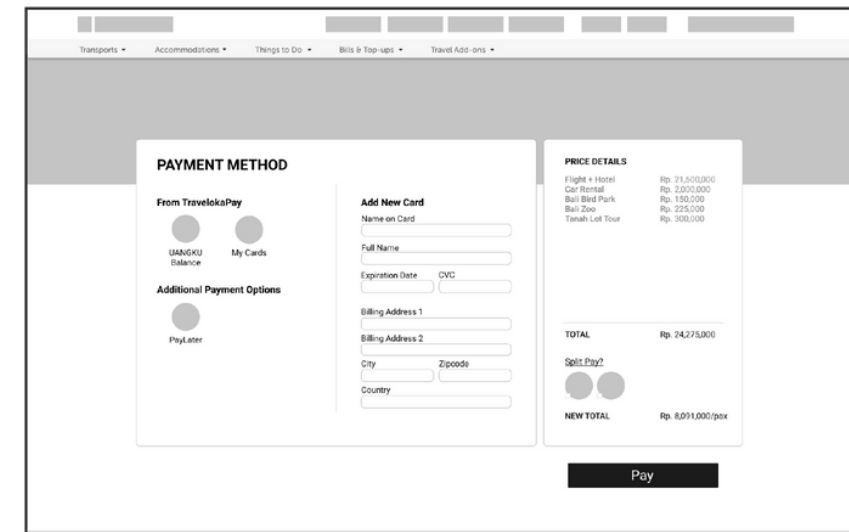 Transports Accommodations Things to Do Bills & Top-ups Travel Add-ons
PAYMENT METHOD
From TravelokaPay
UANGKU Balance
My Cards
Additional Payment Options
PayLater
Add New Card
Name on Card
Full Name
Expiration Date CVC
Billing Address 1
Billing Address 2
City Zipcode
Country
PRICE DETAILS
Flight + Hotel Rp. 21,600,000
Car Rental Rp. 2,000,000
Bali Bird Park Rp. 150,000
Bali Zoo Rp. 225,000
Tanah Lot Tour Rp. 300,000
TOTAL Rp. 24,275,000
Split Pay?
NEW TOTAL Rp. 8,091,000/pax
Pay